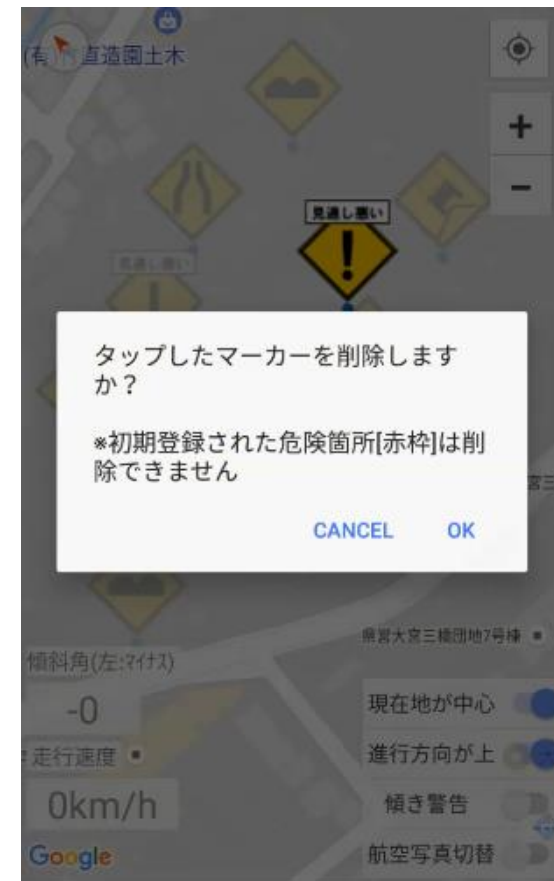 直造園土木
+
見通し悪い
−
見通し悪い
タップしたマーカーを削除します
か？
※初期登録された危険箇所[赤枠]は削
除できません
CANCEL OK
県営大宮三橋団地7号棟
傾斜角(左:マイナス)
-0
走行速度
0km/h
Google
現在地が中心
進行方向が上
傾き警告
航空写真切替